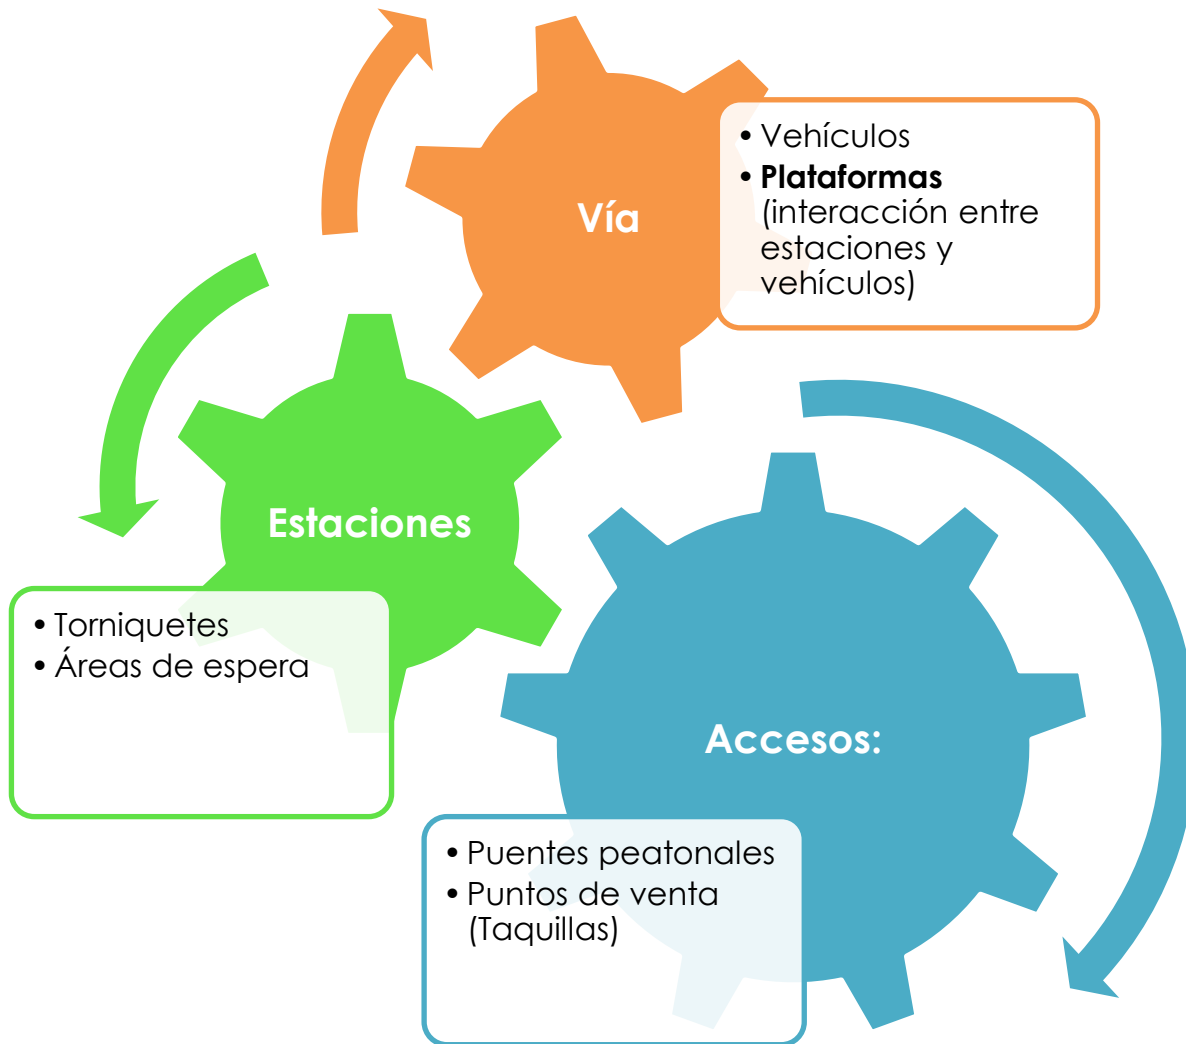 Vía
• Vehículos
• Plataformas
(interacción entre
estaciones y
vehículos)
Estaciones
• Torniquetes
• Áreas de espera
Accesos:
• Puentes peatonales
• Puntos de venta
(Taquillas)